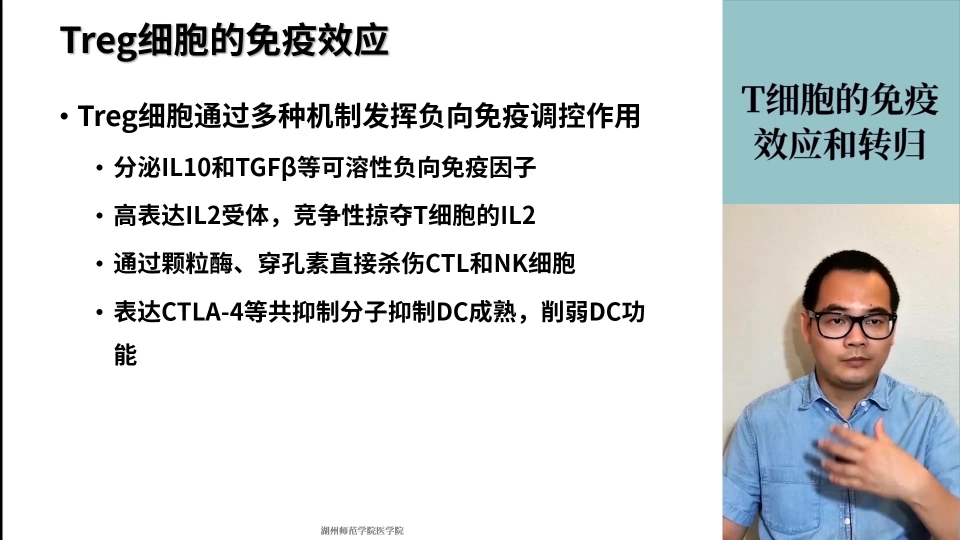 Treg细胞的免疫效应
• Treg细胞通过多种机制发挥负向免疫调控作用
• 分泌IL10和TGFβ等可溶性负向免疫因子
• 高表达IL2受体，竞争性掠夺T细胞的IL2
• 通过颗粒酶、穿孔素直接杀伤CTL和NK细胞
• 表达CTLA-4等共抑制分子抑制DC成熟，削弱DC功
能
湖州师范学院医学院
T细胞的免疫
效应和转归